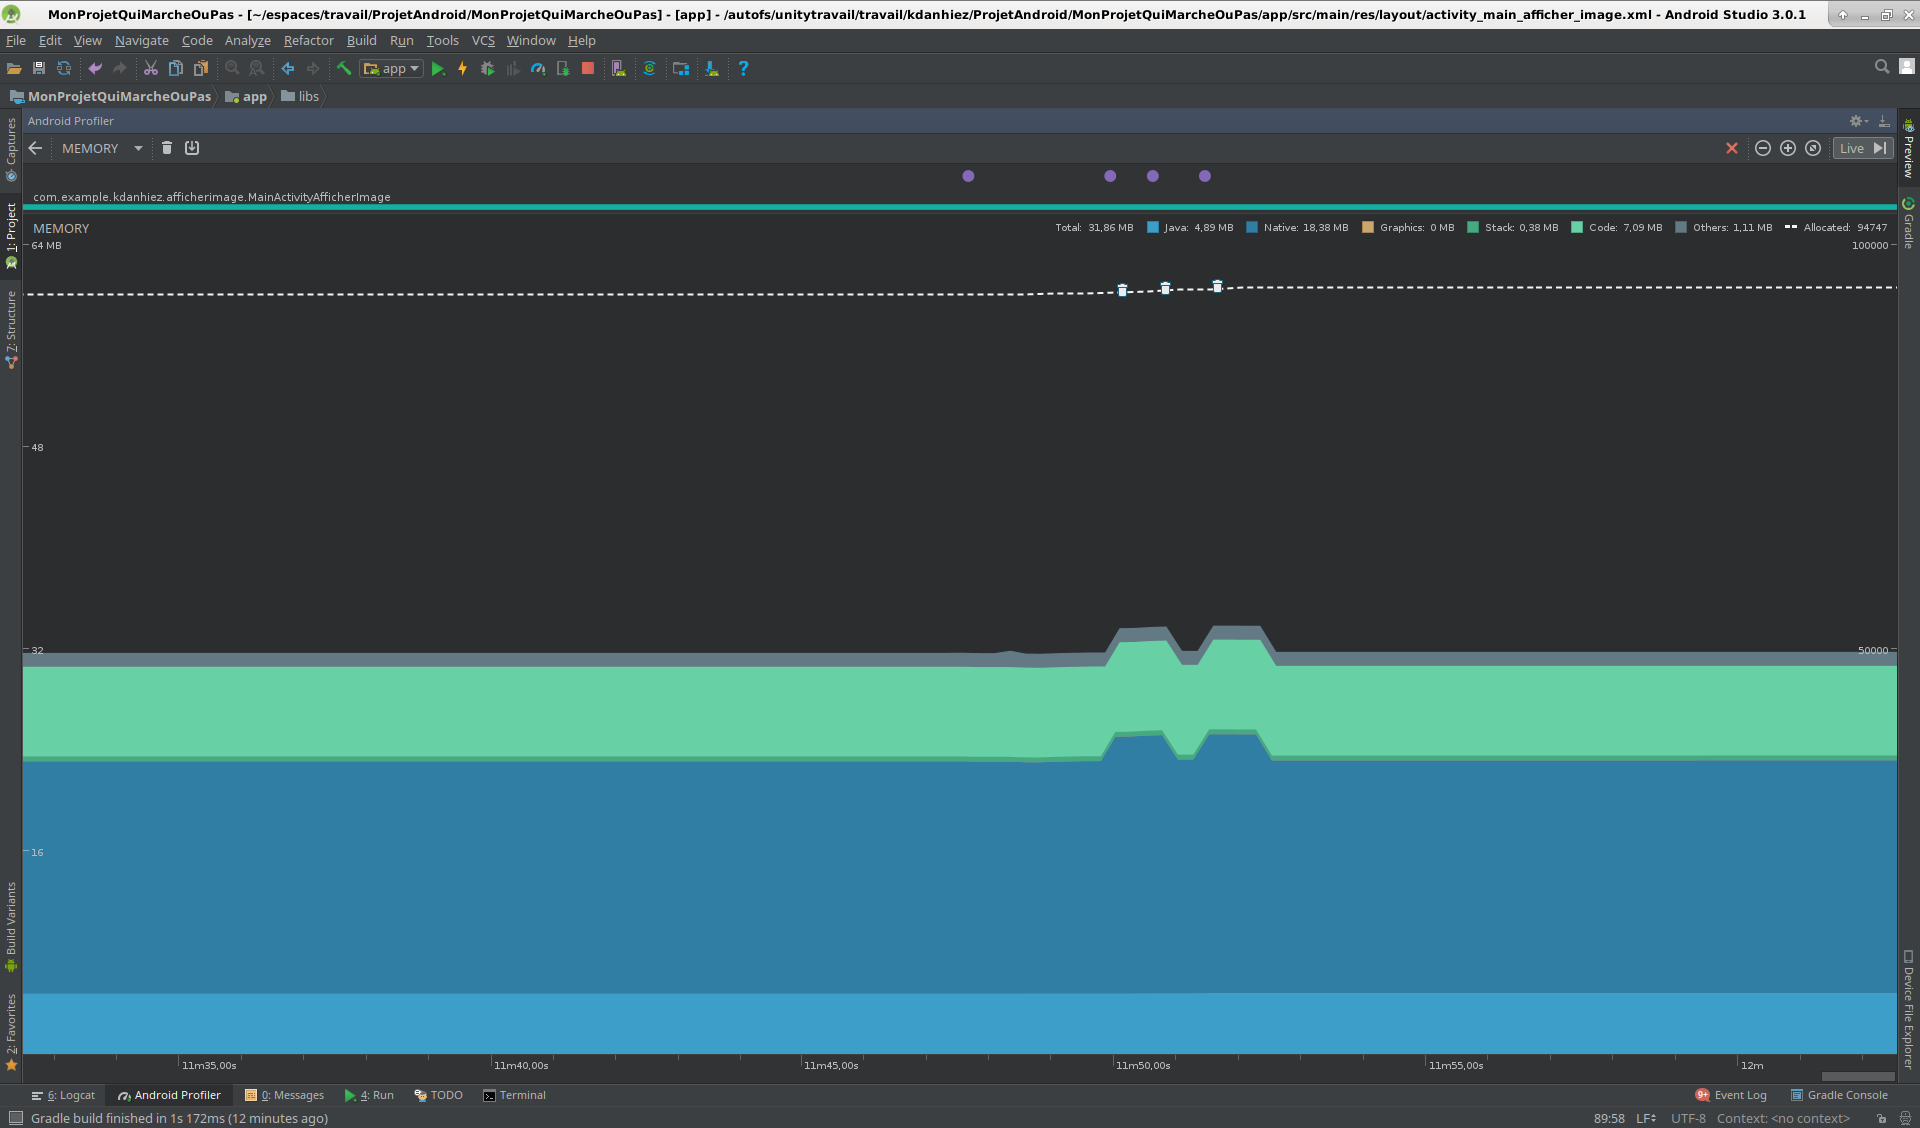 MonProjetQuiMarcheOuPas - [~/espaces/travail/ProjetAndroid/MonProjetQuiMarcheOuPas] - [app] - /autofs/unitytravail/travail/kdanhiez/ProjetAndroid/MonProjetQuiMarcheOuPas/app/src/main/res/layout/activity_main_afficher_image.xml - Android Studio 3.0.1
File Edit View Navigate Code Analyze Refactor Build Run Tools VCS Window Help
app
MonProjetQuiMarcheOuPas app libs
Captures
1: Project
7: Structure
Build Variants
2: Favorites
Android Profiler
MEMORY
Live
com.example.kdanhiez.afficherimage.MainActivityAfficherImage
MEMORY
Total: 31,86 MB Java: 4,89 MB Native: 18,38 MB Graphics: 0 MB Stack: 0,38 MB Code: 7,09 MB Others: 1,11 MB Allocated: 94747
64 MB
100000
48
32
50000
16
11m35,00s 11m40,00s 11m45,00s 11m50,00s 11m55,00s 12m
Preview
Gradle
Device File Explorer
6: Logcat Android Profiler 0: Messages 4: Run TODO Terminal
9+ Event Log Gradle Console
Gradle build finished in 1s 172ms (12 minutes ago)
89:58 LF UTF-8 Context: <no context>